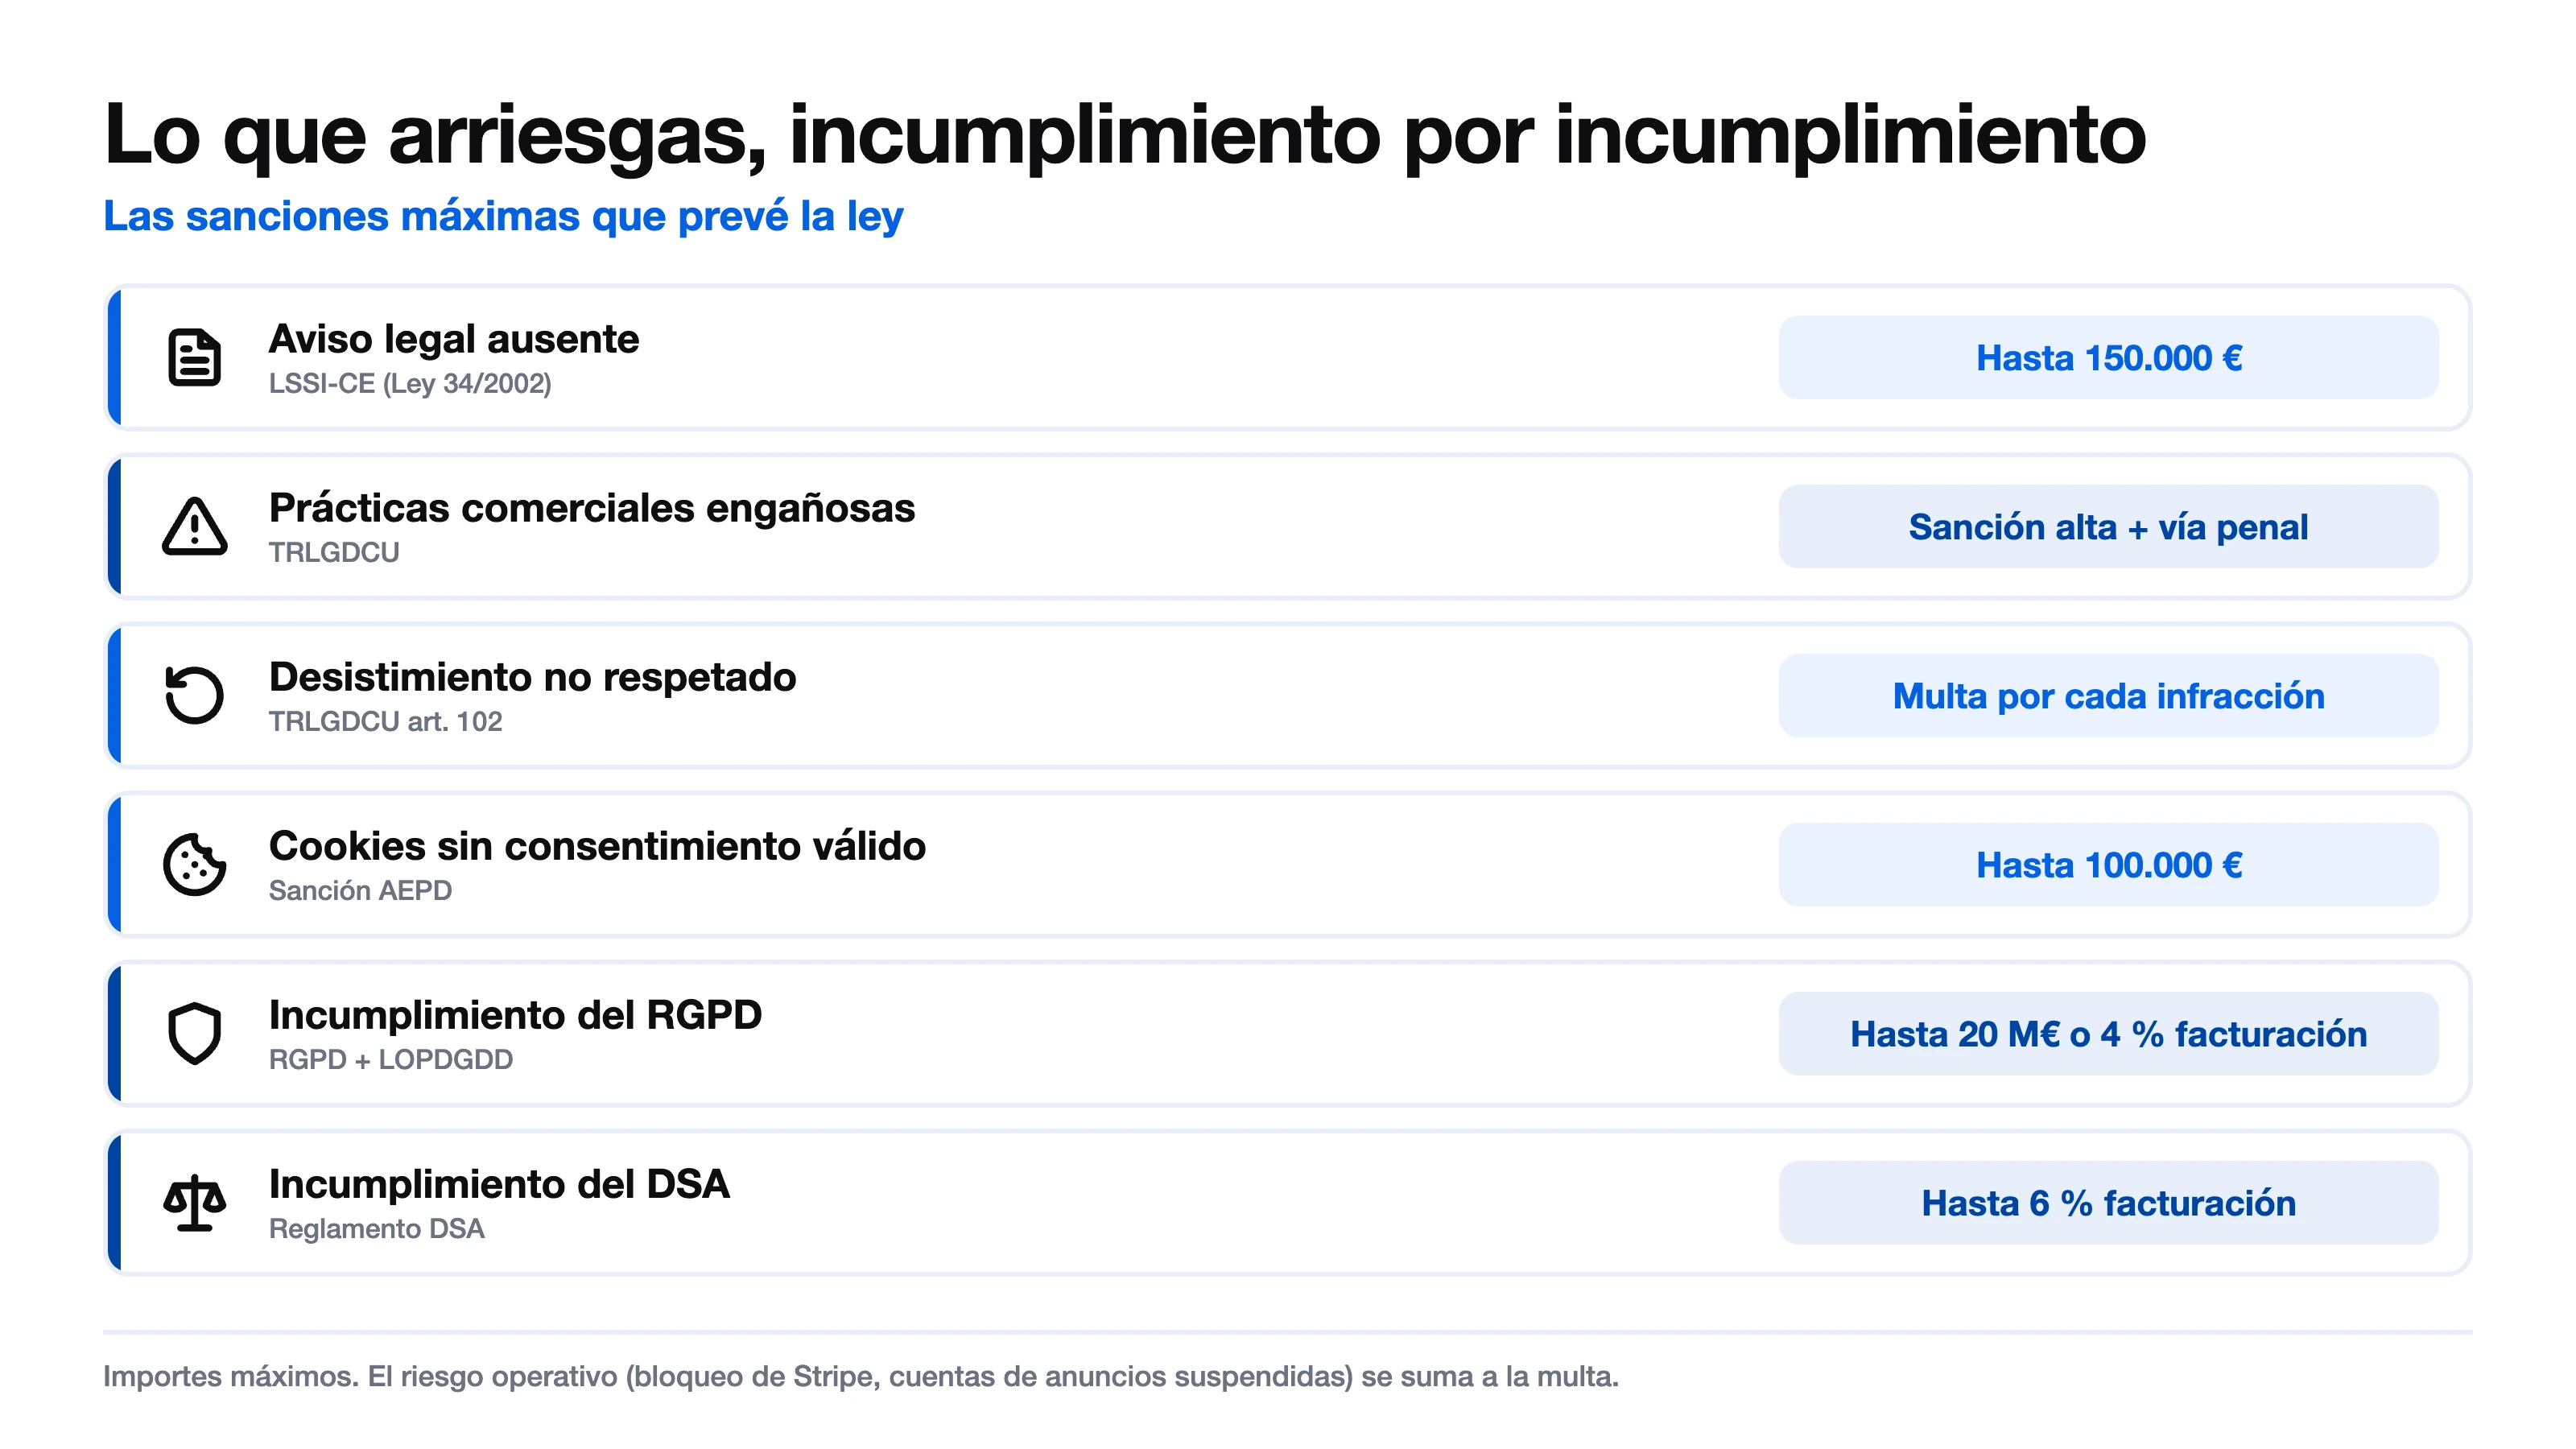 Lo que arriesgas, incumplimiento por incumplimiento
Las sanciones máximas que prevé la ley
Aviso legal ausente
LSSI-CE (Ley 34/2002)
Hasta 150.000 €
Prácticas comerciales engañosas
TRLGDCU
Sanción alta + vía penal
Desistimiento no respetado
TRLGDCU art. 102
Multa por cada infracción
Cookies sin consentimiento válido
Sanción AEPD
Hasta 100.000 €
Incumplimiento del RGPD
RGPD + LOPDGDD
Hasta 20 M€ o 4 % facturación
Incumplimiento del DSA
Reglamento DSA
Hasta 6 % facturación
Importes máximos. El riesgo operativo (bloqueo de Stripe, cuentas de anuncios suspendidas) se suma a la multa.